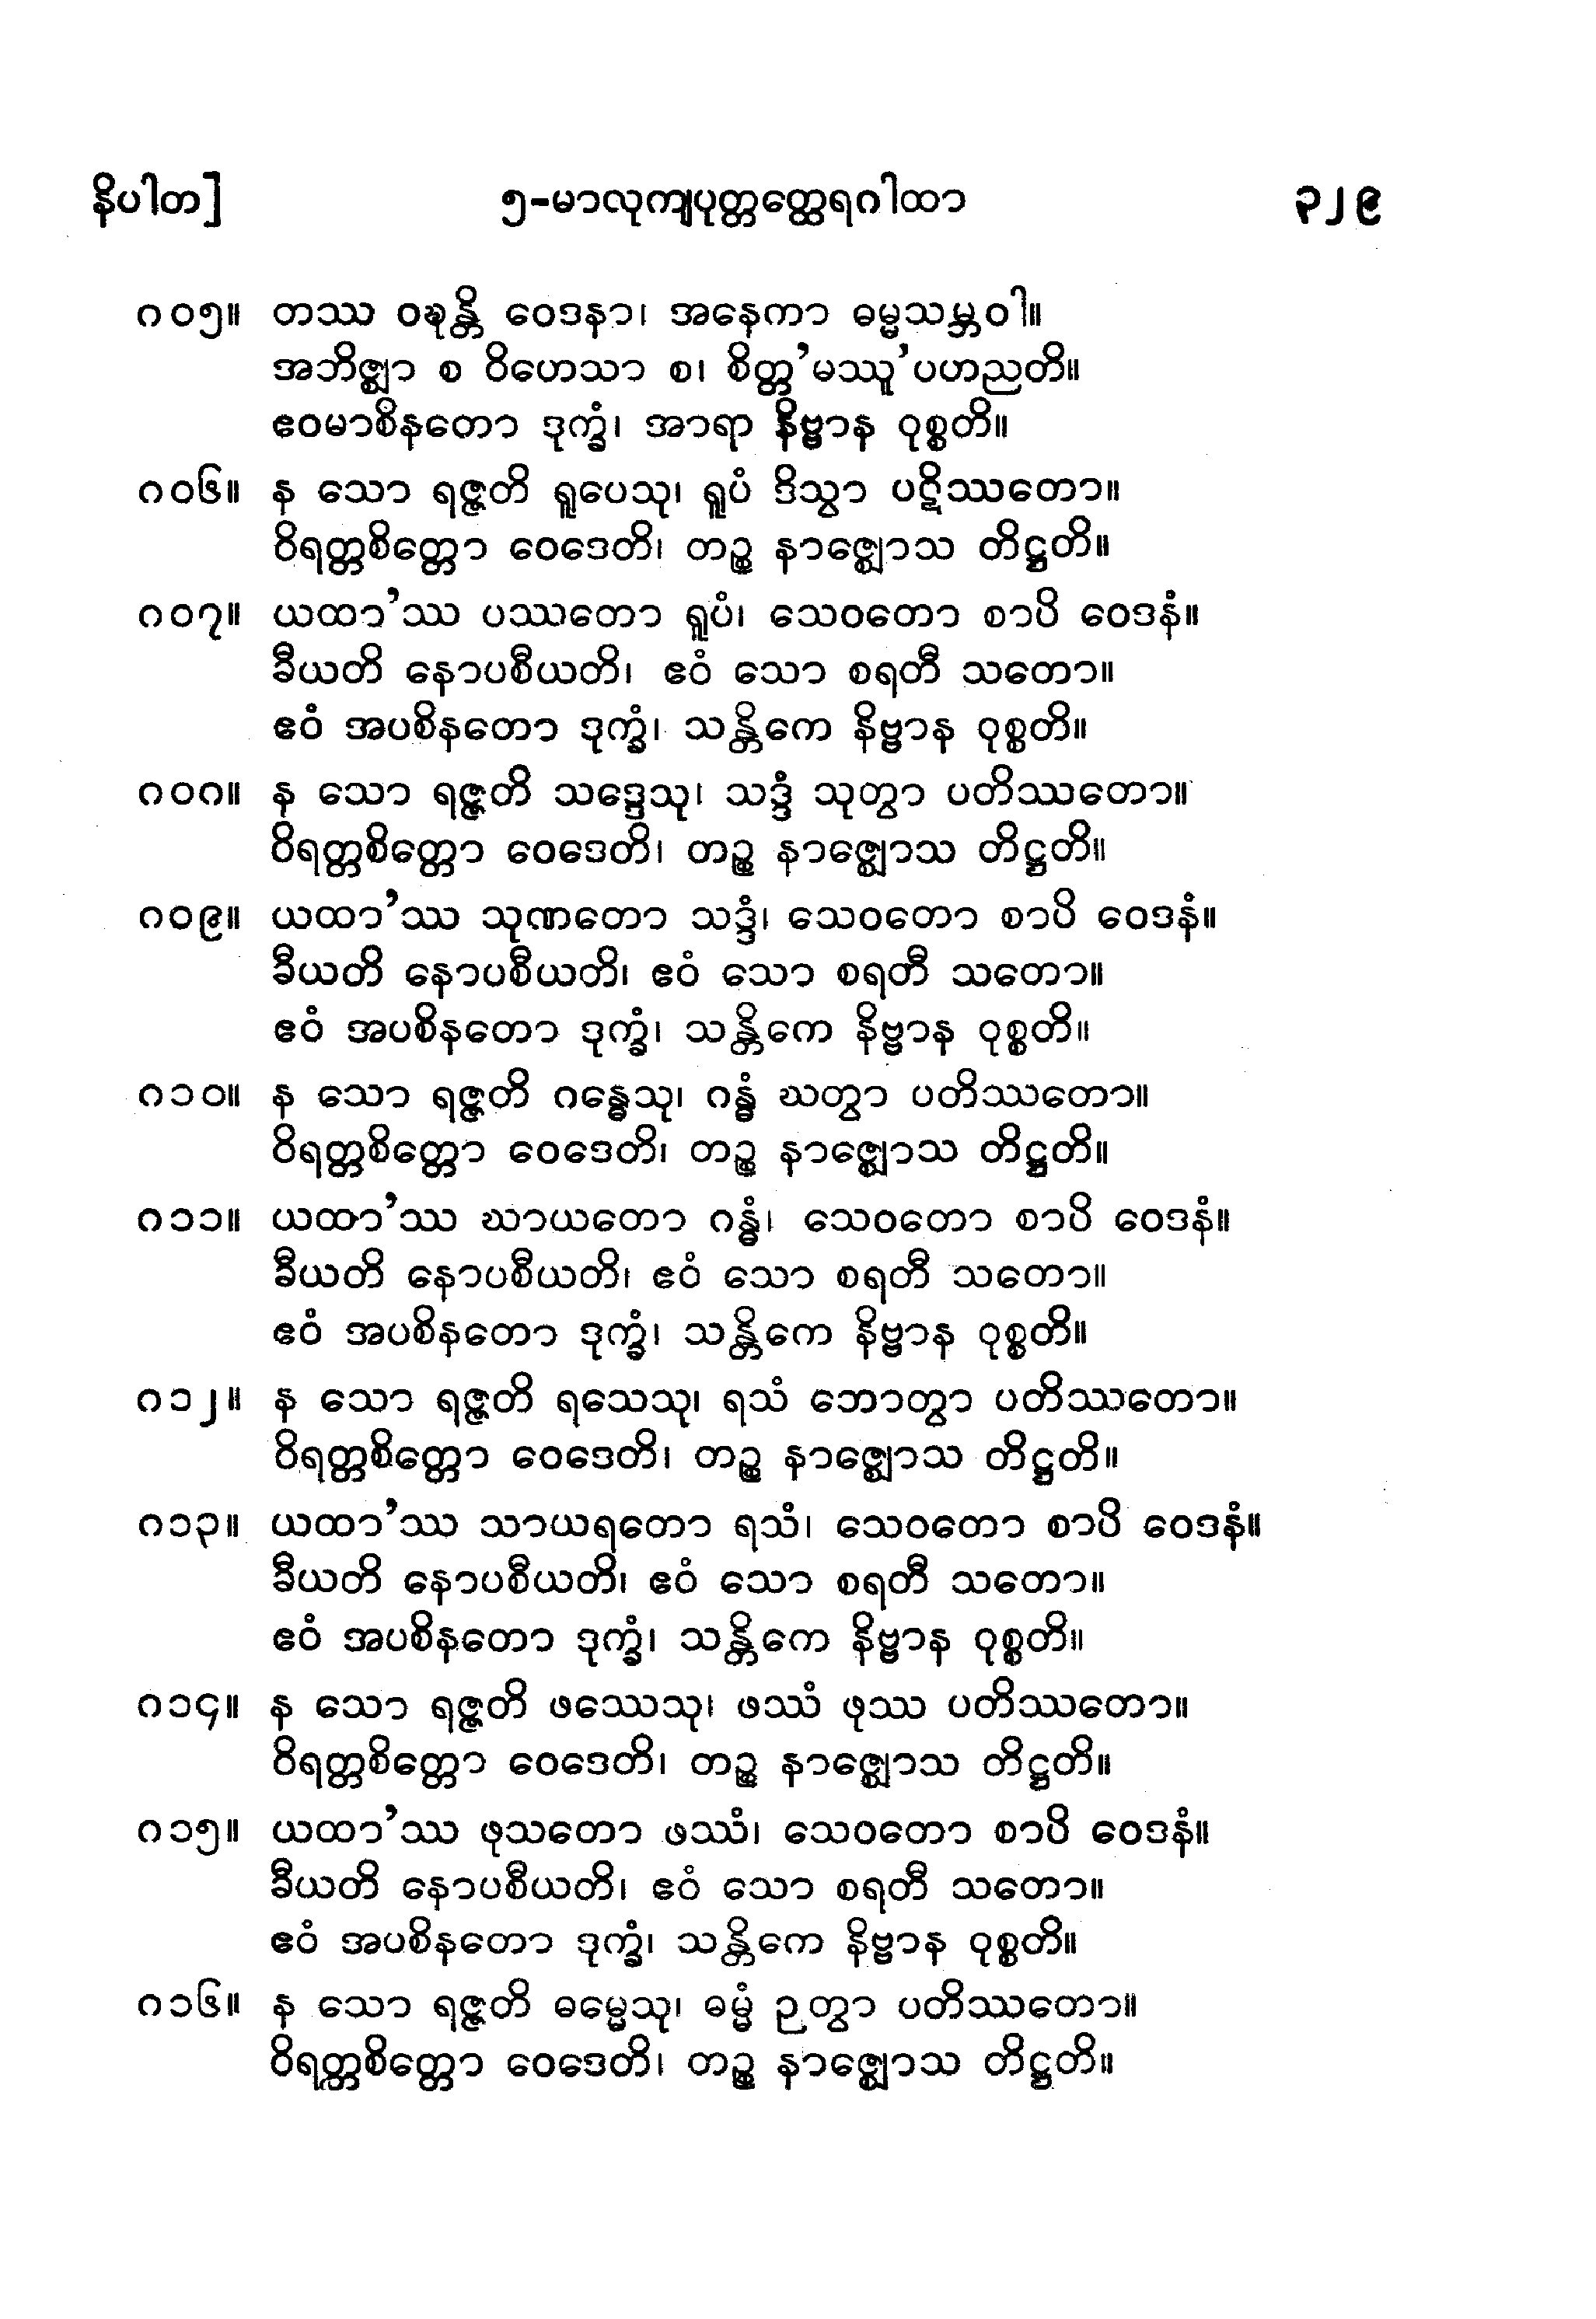 နိပါတ]
၅-မာလုကျပုတ္တတ္ထေရဂါထာ
၃၂၉
၈၀၅။ တဿ ဝဍ္ဎန္တိ ဝေဒနာ၊ အနေကာ ဓမ္မသမ္ဘဝါ။
အဘိဇ္ဈာ စ ဝိဟေသာ စ၊ စိတ္တ’မဿူ’ပဟညတိ။
ဧဝမာစိနတော ဒုက္ခံ၊ အာရာ နိဗ္ဗာန ဝုစ္စတိ။
၈၀၆။ န သော ရဇ္ဇတိ ရူပေသု၊ ရူပံ ဒိသွာ ပဋိဿတော။
ဝိရတ္တစိတ္တော ဝေဒေတိ၊ တဉ္စ နာဇ္ဈောသ တိဋ္ဌတိ။
၈၀၇။ ယထာ’ဿ ပဿတော ရူပံ၊ သေဝတော စာပိ ဝေဒနံ။
ခီယတိ နောပစီယတိ၊ ဧဝံ သော စရတီ သတော။
ဧဝံ အပစိနတော ဒုက္ခံ၊ သန္တိကေ နိဗ္ဗာန ဝုစ္စတိ။
၈၀၈။ န သော ရဇ္ဇတိ သဒ္ဒေသု၊ သဒ္ဒံ သုတွာ ပတိဿတော။
ဝိရတ္တစိတ္တော ဝေဒေတိ၊ တဉ္စ နာဇ္ဈောသ တိဋ္ဌတိ။
၈၀၉။ ယထာ’ဿ သုဏတော သဒ္ဒံ၊ သေဝတော စာပိ ဝေဒနံ။
ခီယတိ နောပစီယတိ၊ ဧဝံ သော စရတီ သတော။
ဧဝံ အပစိနတော ဒုက္ခံ၊ သန္တိကေ နိဗ္ဗာန ဝုစ္စတိ။
၈၁၀။ န သော ရဇ္ဇတိ ဂန္ဓေသု၊ ဂန္ဓံ ဃတွာ ပတိဿတော။
ဝိရတ္တစိတ္တော ဝေဒေတိ၊ တဉ္စ နာဇ္ဈောသ တိဋ္ဌတိ။
၈၁၁။ ယထာ’ဿ ဃာယတော ဂန္ဓံ၊ သေဝတော စာပိ ဝေဒနံ။
ခီယတိ နောပစီယတိ၊ ဧဝံ သော စရတီ သတော။
ဧဝံ အပစိနတော ဒုက္ခံ၊ သန္တိကေ နိဗ္ဗာန ဝုစ္စတိ။
၈၁၂။ န သော ရဇ္ဇတိ ရသေသု၊ ရသံ ဘောတွာ ပတိဿတော။
ဝိရတ္တစိတ္တော ဝေဒေတိ၊ တဉ္စ နာဇ္ဈောသ တိဋ္ဌတိ။
၈၁၃။ ယထာ’ဿ သာယရတော ရသံ၊ သေဝတော စာပိ ဝေဒနံ။
ခီယတိ နောပစီယတိ၊ ဧဝံ သော စရတီ သတော။
ဧဝံ အပစိနတော ဒုက္ခံ၊ သန္တိကေ နိဗ္ဗာန ဝုစ္စတိ။
၈၁၄။ န သော ရဇ္ဇတိ ဖဿေသု၊ ဖဿံ ဖုဿ ပတိဿတော။
ဝိရတ္တစိတ္တော ဝေဒေတိ၊ တဉ္စ နာဇ္ဈောသ တိဋ္ဌတိ။
၈၁၅။ ယထာ’ဿ ဖုသတော ဖဿံ၊ သေဝတော စာပိ ဝေဒနံ။
ခီယတိ နောပစီယတိ၊ ဧဝံ သော စရတီ သတော။
ဧဝံ အပစိနတော ဒုက္ခံ၊ သန္တိကေ နိဗ္ဗာန ဝုစ္စတိ။
၈၁၆။ န သော ရဇ္ဇတိ ဓမ္မေသု၊ ဓမ္မံ ဉတွာ ပတိဿတော။
ဝိရတ္တစိတ္တော ဝေဒေတိ၊ တဉ္စ နာဇ္ဈောသ တိဋ္ဌတိ။